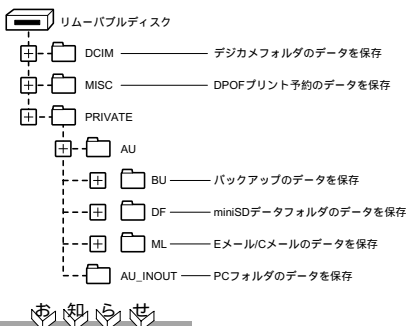 リムーバブルディスク
DCIM デジカメフォルダのデータを保存
MISC DPOFプリント予約のデータを保存
PRIVATE
AU
BU バックアップのデータを保存
DF miniSDデータフォルダのデータを保存
ML Eメール/Cメールのデータを保存
AU_INOUT PCフォルダのデータを保存
お知らせ